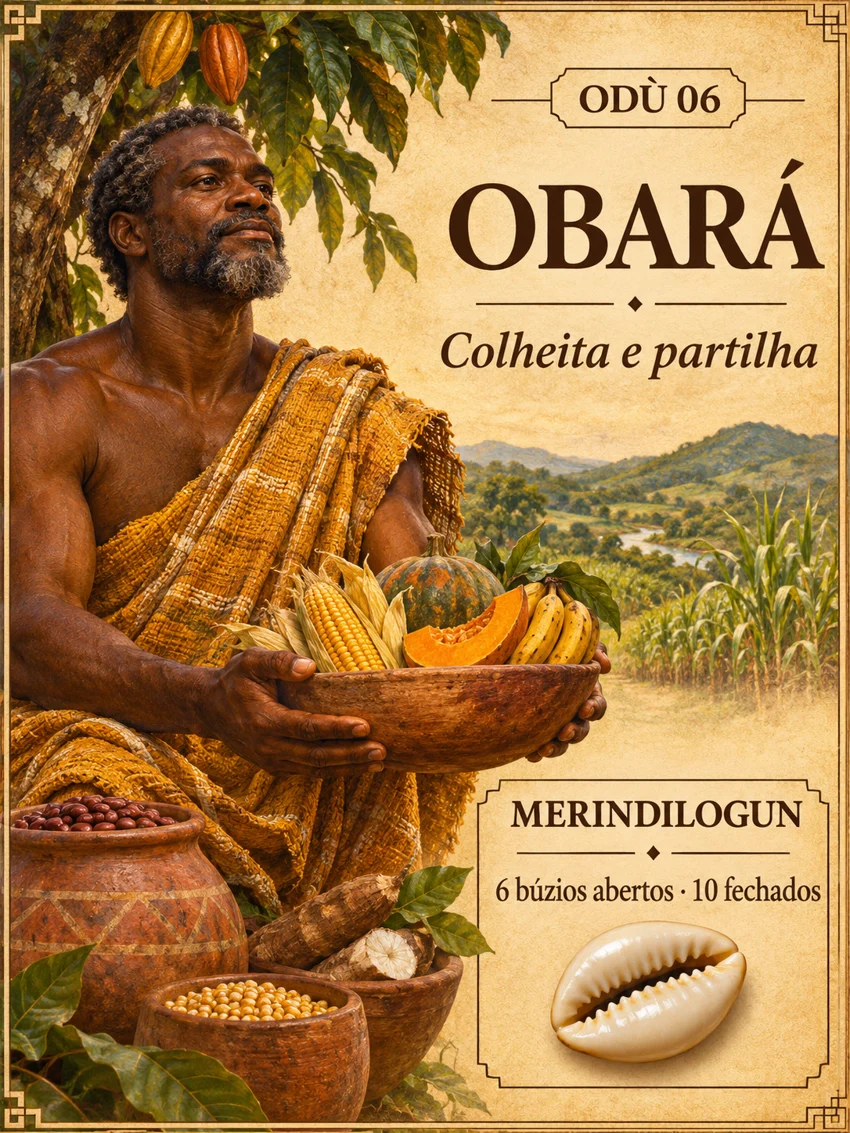 ODÙ 06
OBARÁ
Colheita e partilha
MERINDILOGUN
6 búzios abertos · 10 fechados